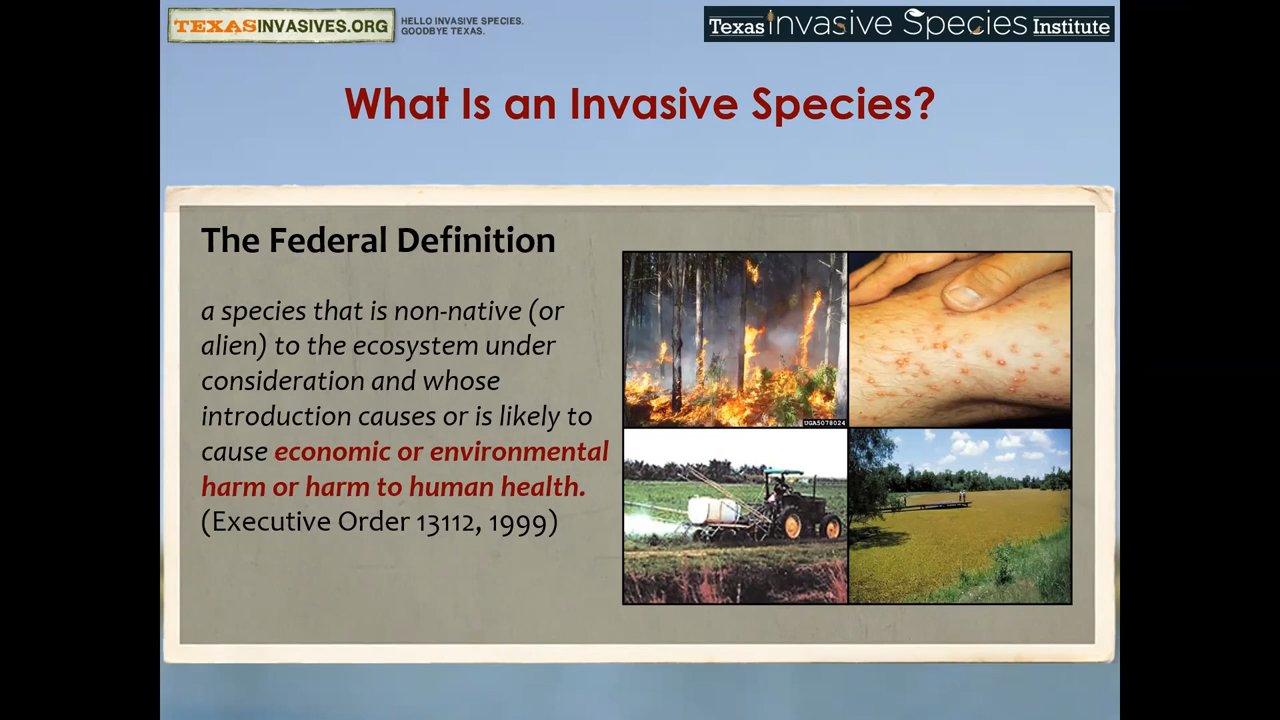 TEXASINVASIVES.ORG
HELLO INVASIVE SPECIES.
GOODBYE TEXAS.
Texas Invasive Species Institute
What Is an Invasive Species?
The Federal Definition
a species that is non-native (or
alien) to the ecosystem under
consideration and whose
introduction causes or is likely to
cause economic or environmental
harm or harm to human health.
(Executive Order 13112, 1999)
UGA5078024